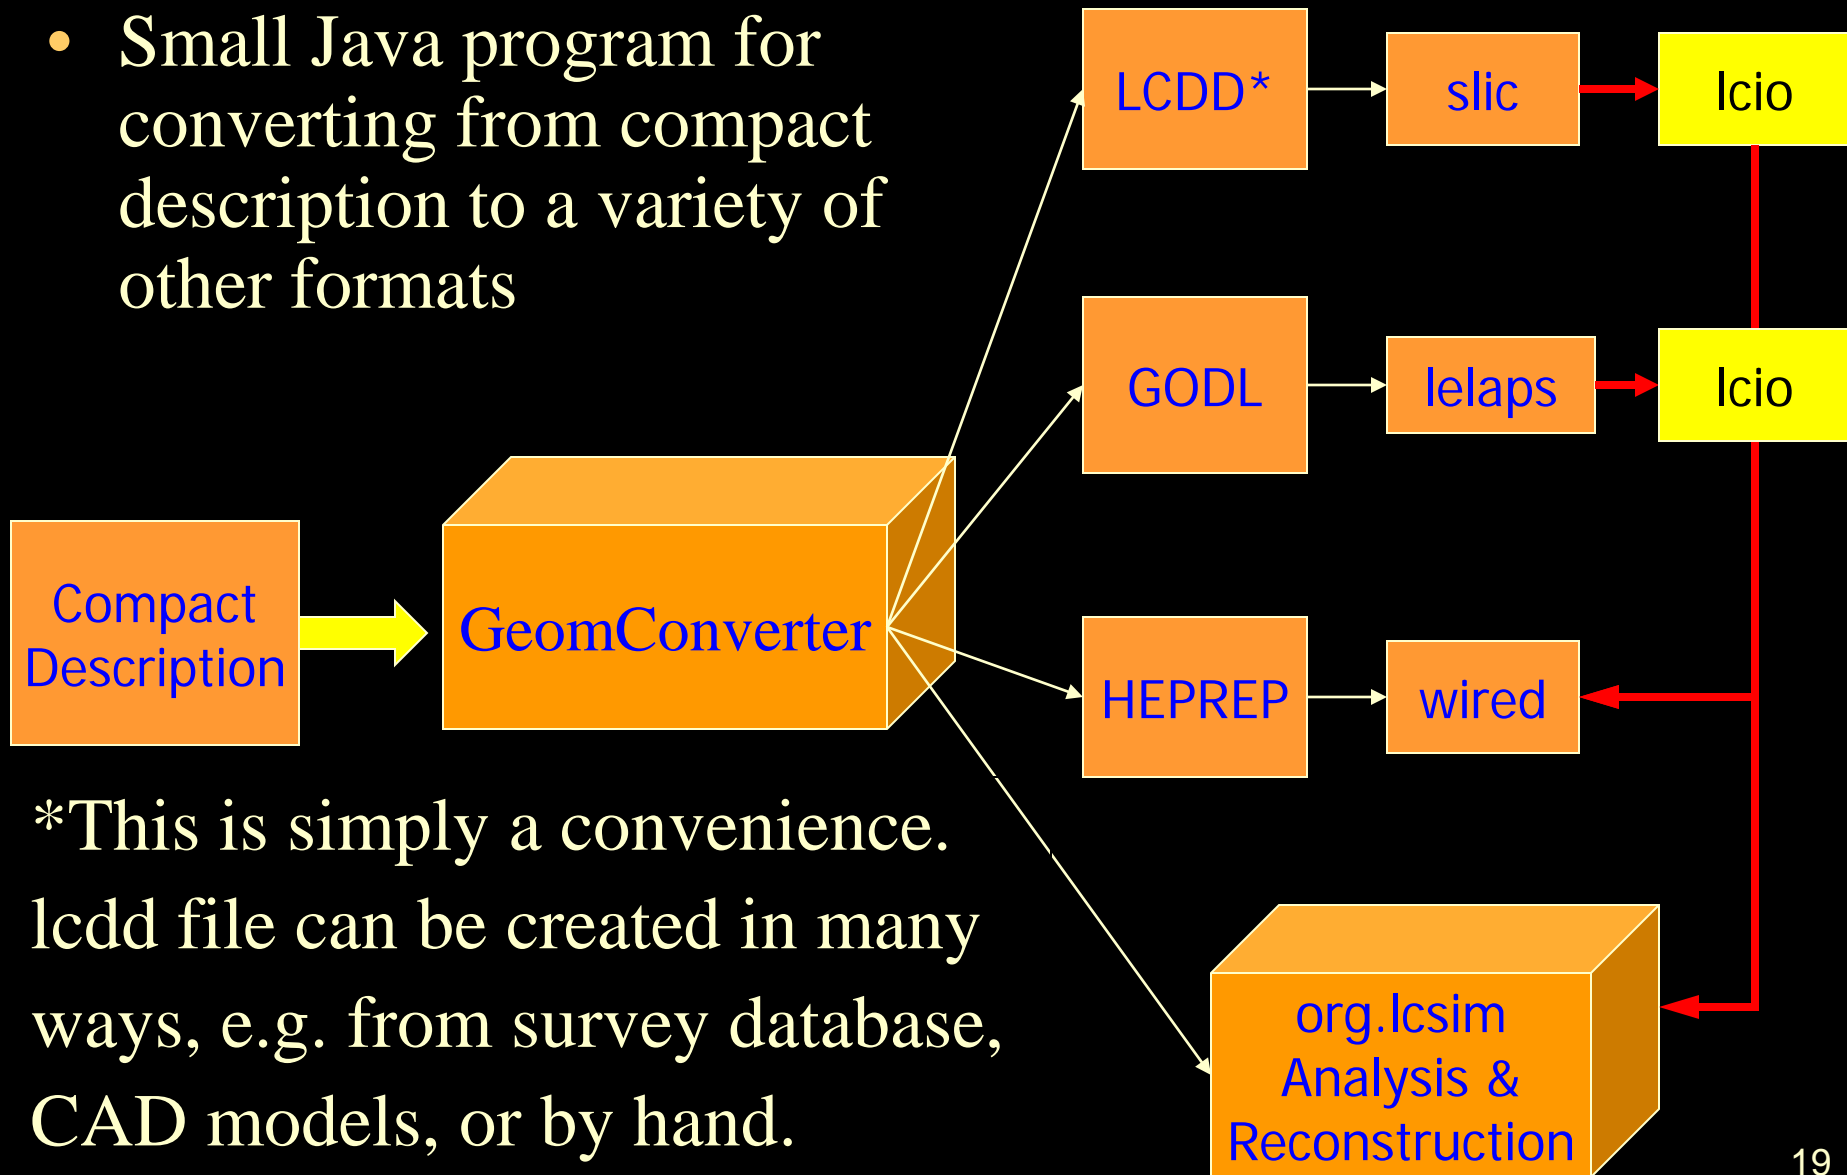 • Small Java program for
converting from compact
description to a variety of
other formats
LCDD*
slic
lcio
GODL
lelaps
lcio
Compact
Description
GeomConverter
HEPREP
wired
*This is simply a convenience.
lcdd file can be created in many
ways, e.g. from survey database,
CAD models, or by hand.
org.lcsim
Analysis &
Reconstruction
19